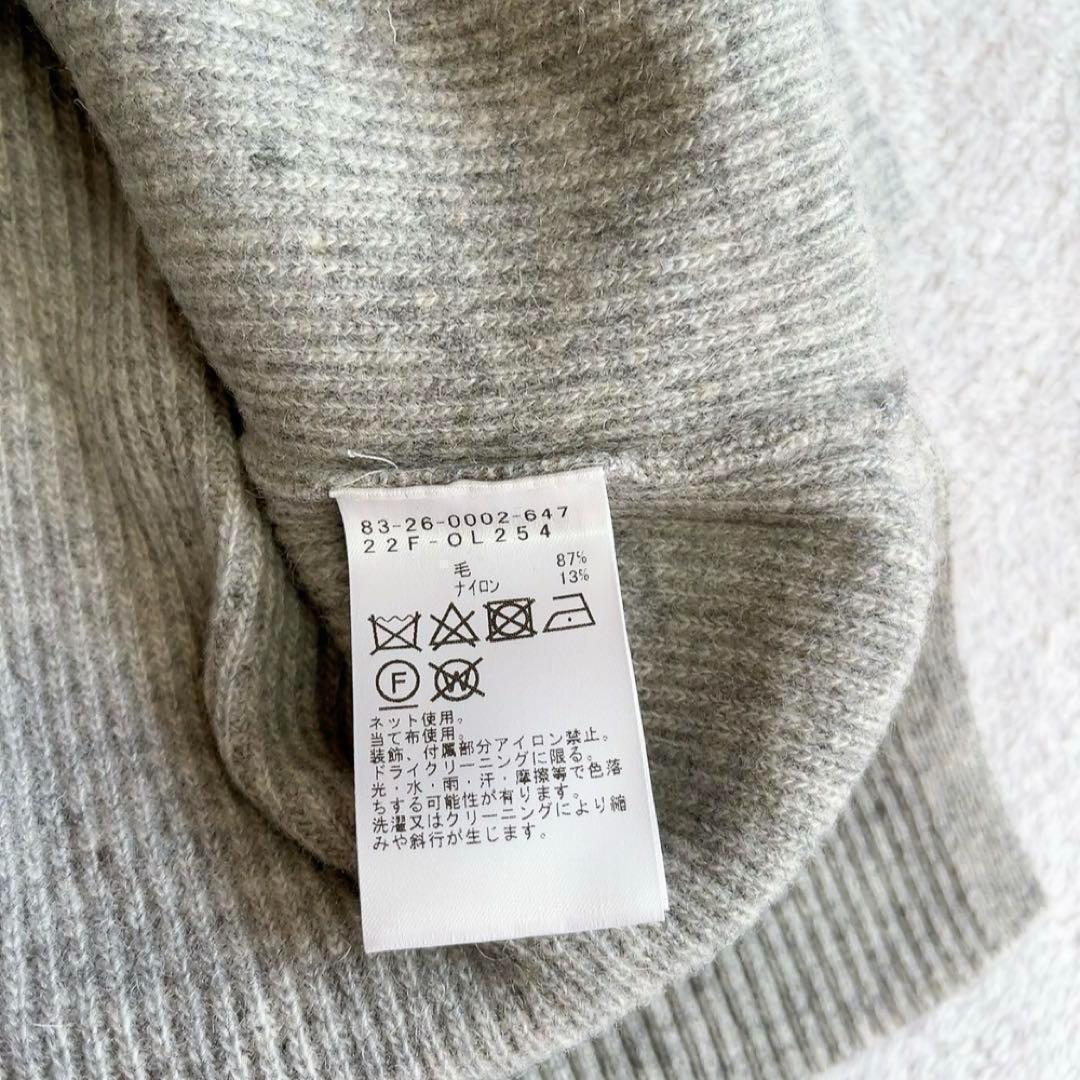 83-26-0002-647
22F-OL254
毛 87%
ナイロン 13%
F W
ネット使用。
当て布使用。
装飾、付属部分アイロン禁止。
ドライクリーニングに限る。
光・水・雨・汗・摩擦等で色落
ちする可能性が有ります。
洗濯又はクリーニングにより縮
みや斜行が生じます。